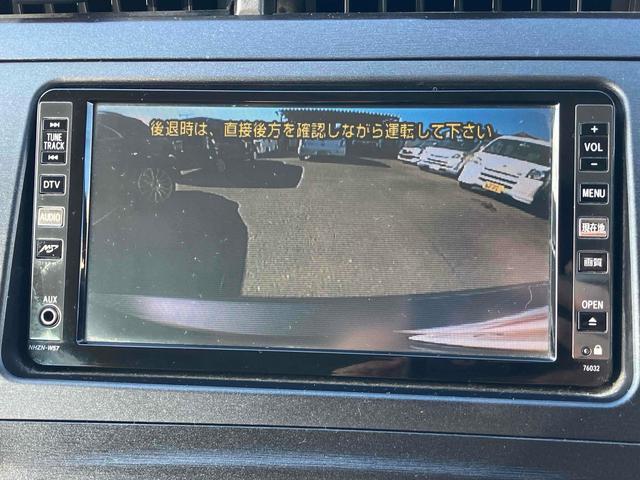 後退時は、直接後方を確認しながら運転して下さい
TUNE
TRACK
DTV
AUDIO
AUX
NHZN-W57
+
VOL
−
MENU
現在地
画質
OPEN
76032